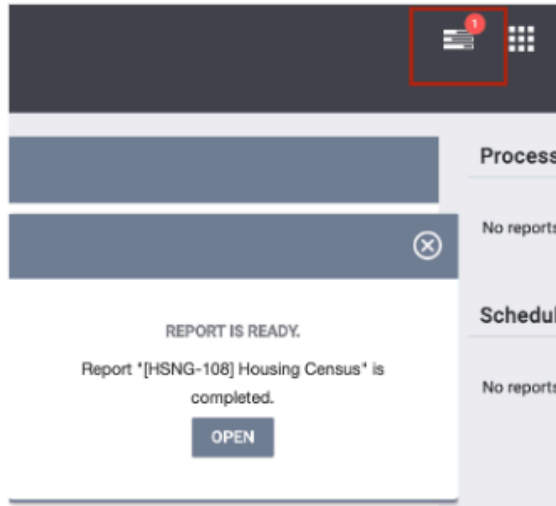 1
Process
No reports
REPORT IS READY.
Report "[HSNG-108] Housing Census" is
completed.
OPEN
Schedul
No reports